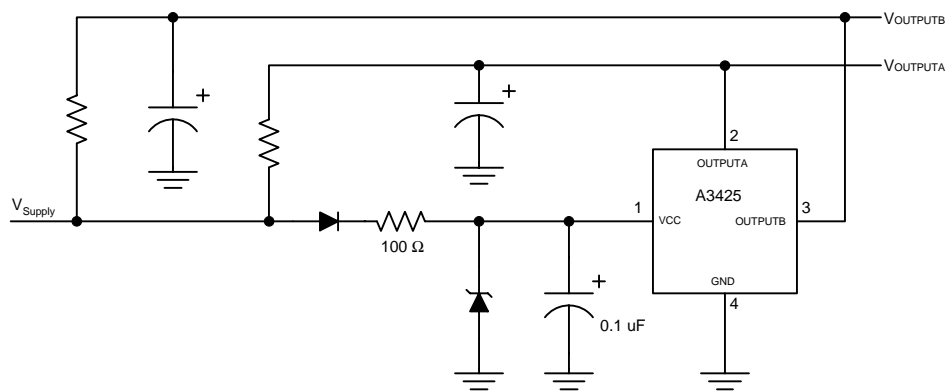 VOUTPUTB
VOUTPUTA
2
OUTPUTA
A3425
VSupply
1
VCC
OUTPUTB
3
100 Ω
GND
4
0.1 uF
+
+
+